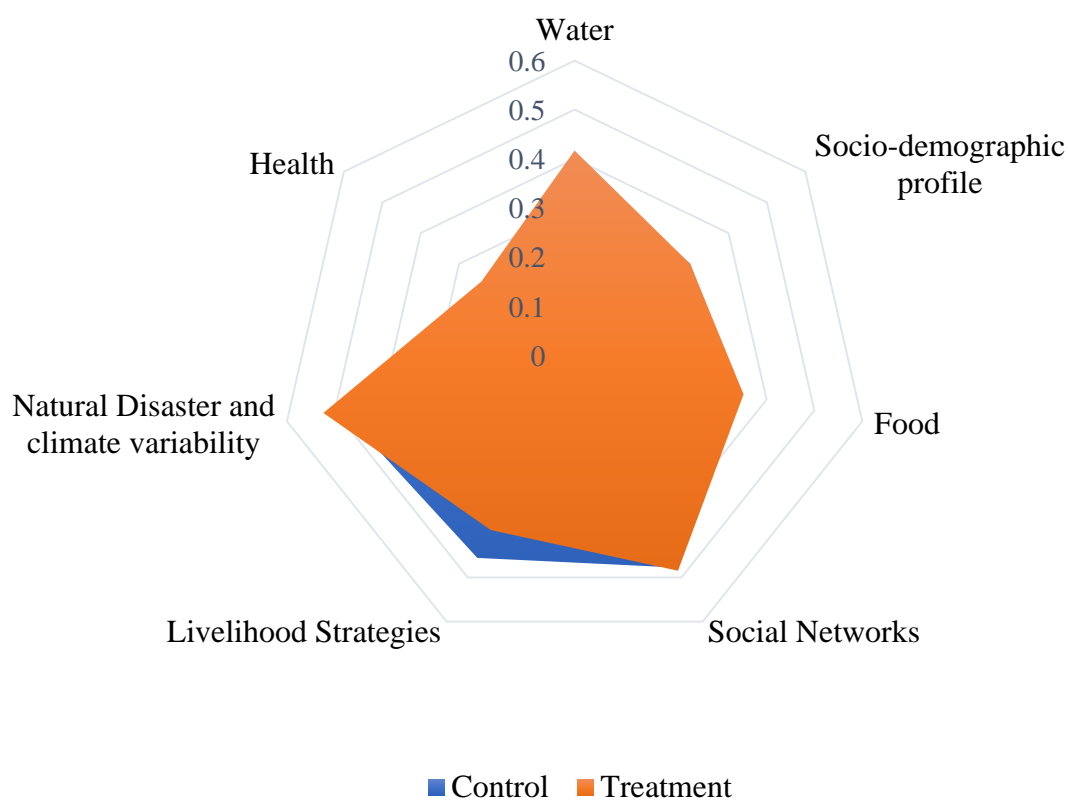 Water
0.6
0.5
0.4
0.3
0.2
0.1
0
Socio-demographic
profile
Food
Social Networks
Livelihood Strategies
Natural Disaster and
climate variability
Health
Control
Treatment